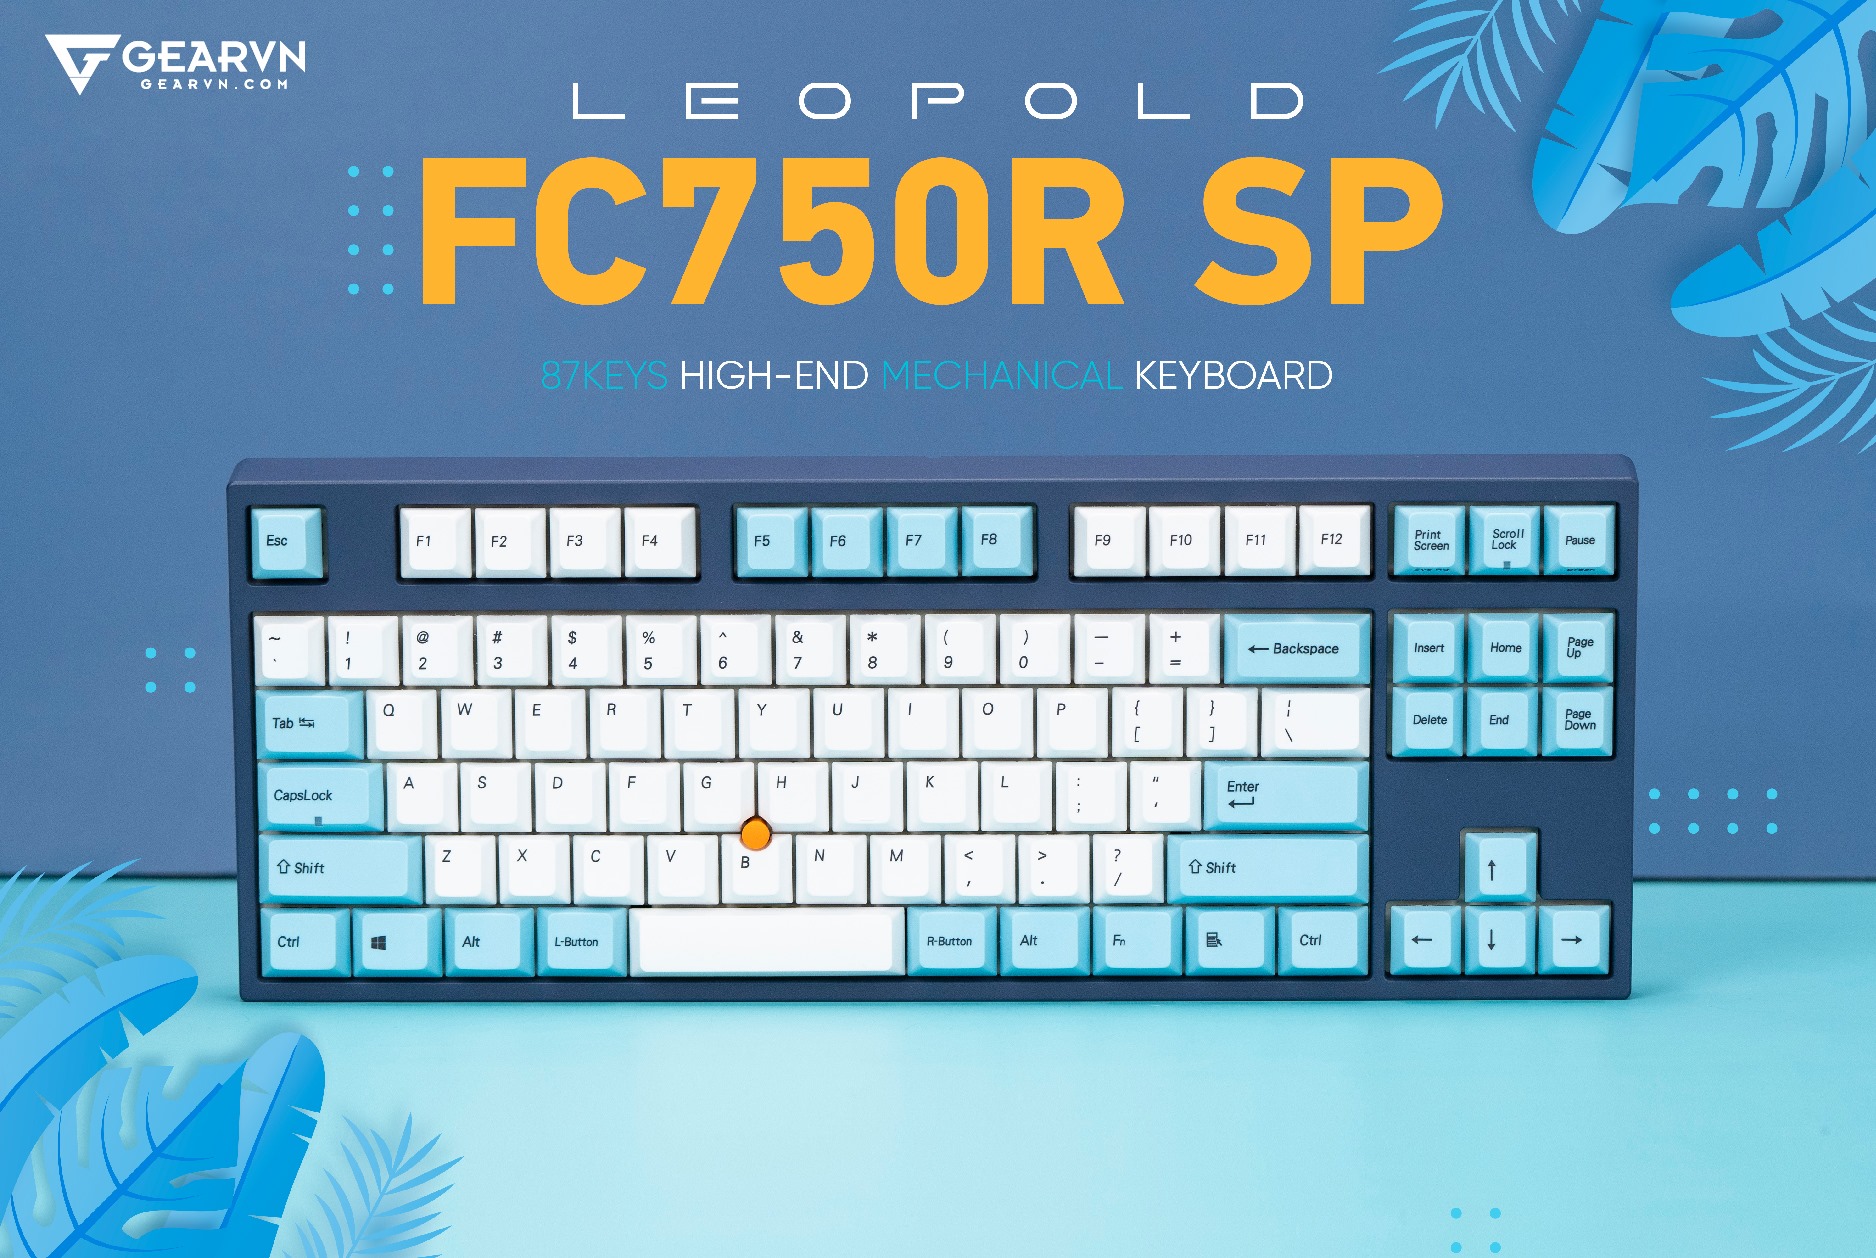 GEARVN
GEARVN.COM
LEOPOLD
FC750R SP
87KEYS HIGH-END MECHANICAL KEYBOARD
Esc F1 F2 F3 F4 F5 F6 F7 F8 F9 F10 F11 F12 Print Screen Scroll Lock Pause
~ ! @ # $ % ^ & * ( ) — +
` 1 2 3 4 5 6 7 8 9 0 - = ← Backspace Insert Home Page Up
Tab Q W E R T Y U I O P { } ¦
[ ] \ Delete End Page Down
CapsLock A S D F G H J K L : “ Enter
; ‘
⇧ Shift Z X C V B N M < > ? ⇧ Shift ↑
, . /
Ctrl Alt L-Button R-Button Alt Fn Ctrl ← ↓ →